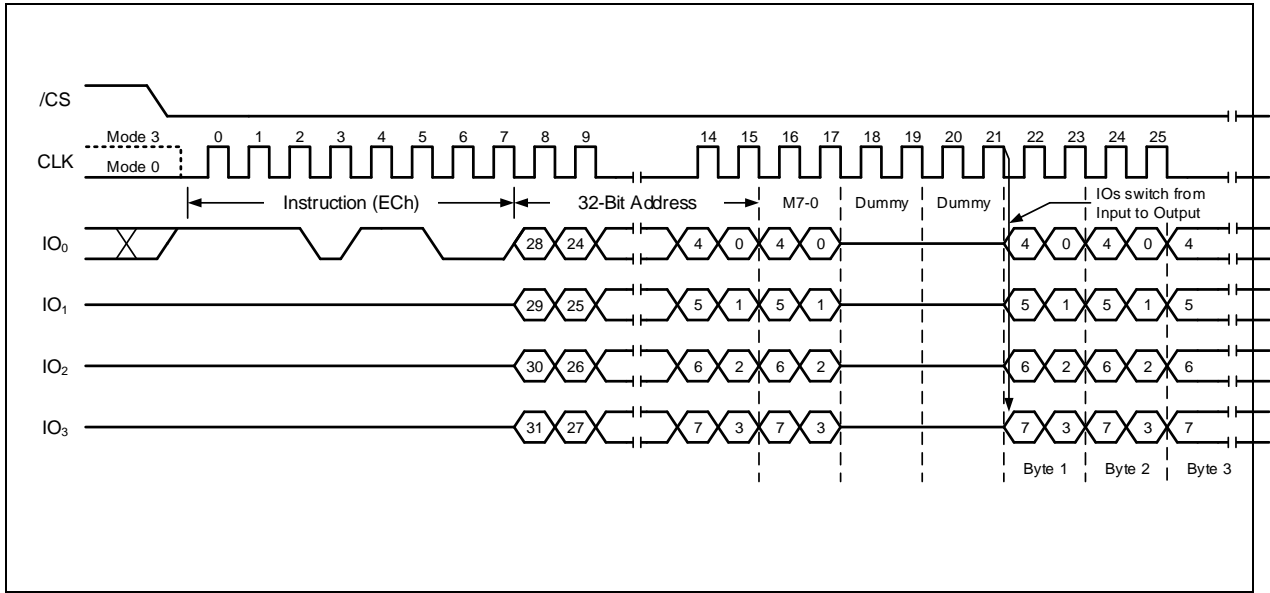 /CS
Mode 3 0 1 2 3 4 5 6 7 8 9 14 15 16 17 18 19 20 21 22 23 24 25
CLK
Mode 0
Instruction (ECh) 32-Bit Address M7-0 Dummy Dummy IOs switch from
Input to Output
IO0 28 24 4 0 4 0 4 0 4 0 4
IO1 29 25 5 1 5 1 5 1 5 1 5
IO2 30 26 6 2 6 2 6 2 6 2 6
IO3 31 27 7 3 7 3 7 3 7 3 7
Byte 1 Byte 2 Byte 3